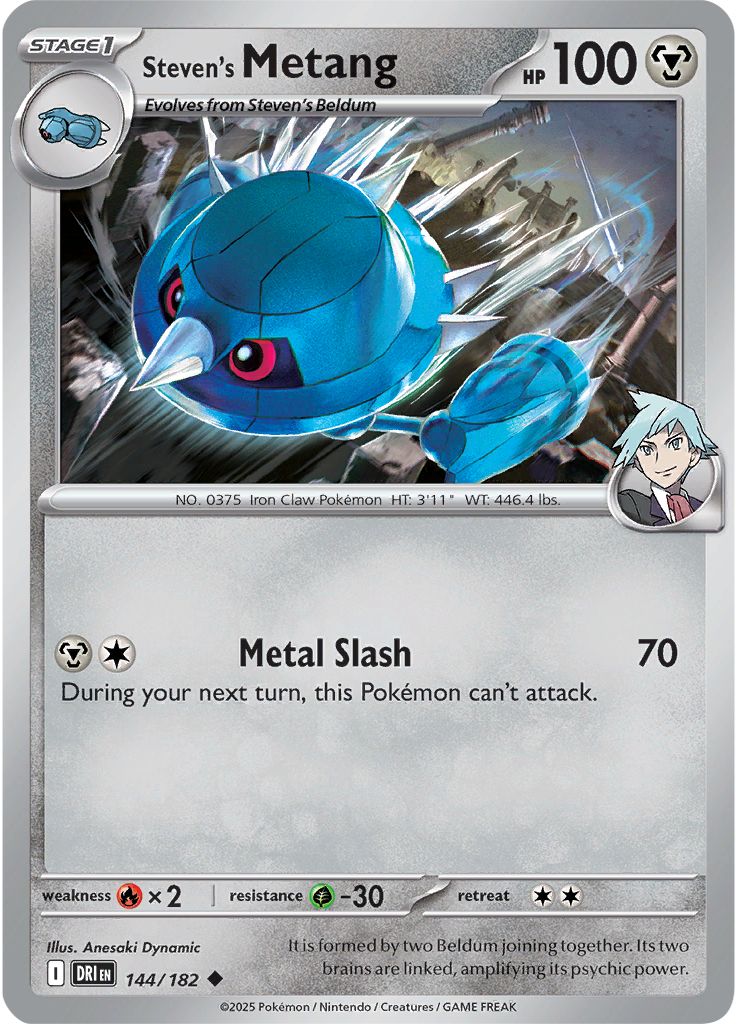 STAGE1
Steven's Metang HP 100
Evolves from Steven's Beldum
NO. 0375 Iron Claw Pokémon HT: 3'11" WT: 446.4 lbs.
Metal Slash 70
During your next turn, this Pokémon can't attack.
weakness ×2 resistance -30 retreat
Illus. Anesaki Dynamic
It is formed by two Beldum joining together. Its two
brains are linked, amplifying its psychic power.
I DRI EN 144/182
©2025 Pokémon / Nintendo / Creatures / GAME FREAK